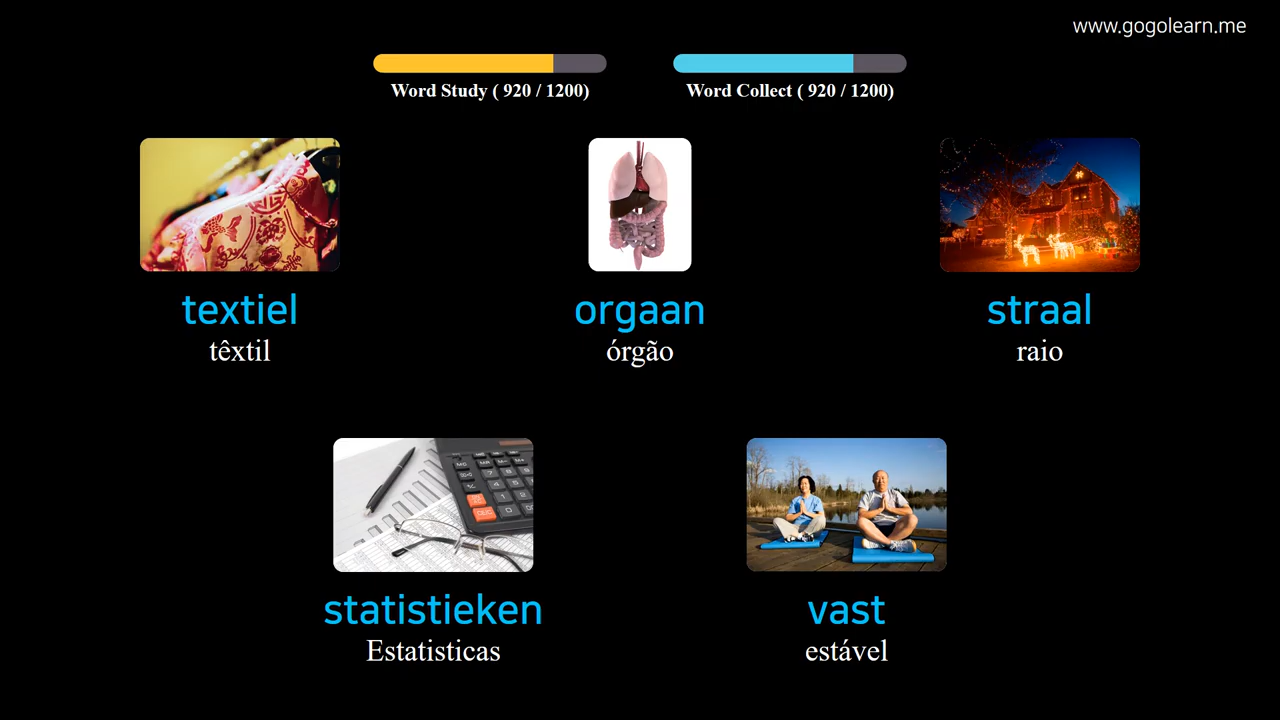 www.gogolearn.me
Word Study ( 920 / 1200)
Word Collect ( 920 / 1200)
textiel
têxtil
orgaan
órgão
straal
raio
statistieken
Estatisticas
vast
estável